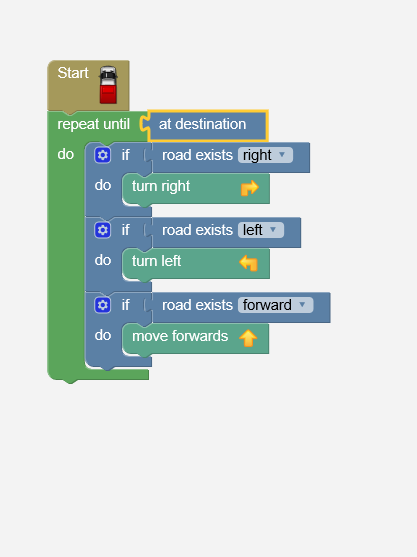 Start
repeat until at destination
do if road exists right
do turn right
if road exists left
do turn left
if road exists forward
do move forwards